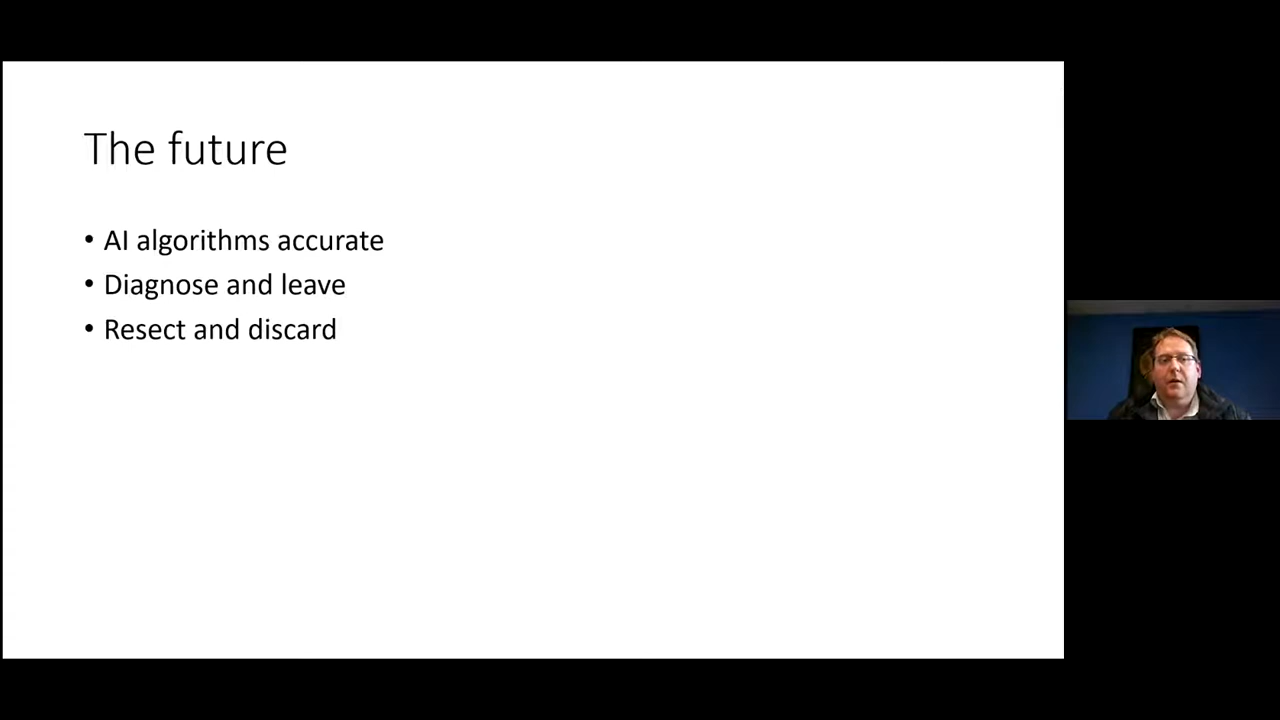 The future
• AI algorithms accurate
• Diagnose and leave
• Resect and discard